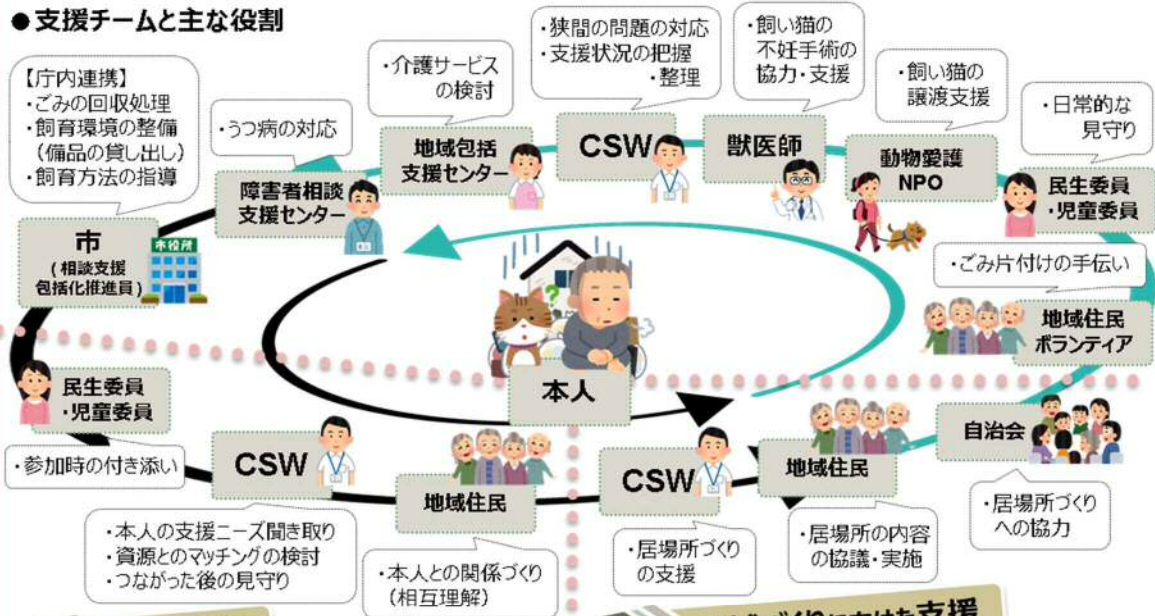 ●支援チームと主な役割
【庁内連携】
・ごみの回収処理
・飼育環境の整備
（備品の貸し出し）
・飼育方法の指導
市
（相談支援
包括化推進員）
市役所
・うつ病の対応
障害者相談
支援センター
・介護サービス
の検討
地域包括
支援センター
・狭間の問題の対応
・支援状況の把握
・整理
CSW
・飼い猫の
不妊手術の
協力・支援
獣医師
・飼い猫の
譲渡支援
動物愛護
NPO
・日常的な
見守り
民生委員
・児童委員
・ごみ片付けの手伝い
地域住民
ボランティア
本人
民生委員
・児童委員
・参加時の付き添い
CSW
・本人の支援ニーズ聞き取り
・資源とのマッチングの検討
・つながった後の見守り
地域住民
・本人との関係づくり
（相互理解）
CSW
・居場所づくり
の支援
地域住民
・居場所の内容
の協議・実施
自治会
・居場所づくり
への協力
づくりに向けた支援